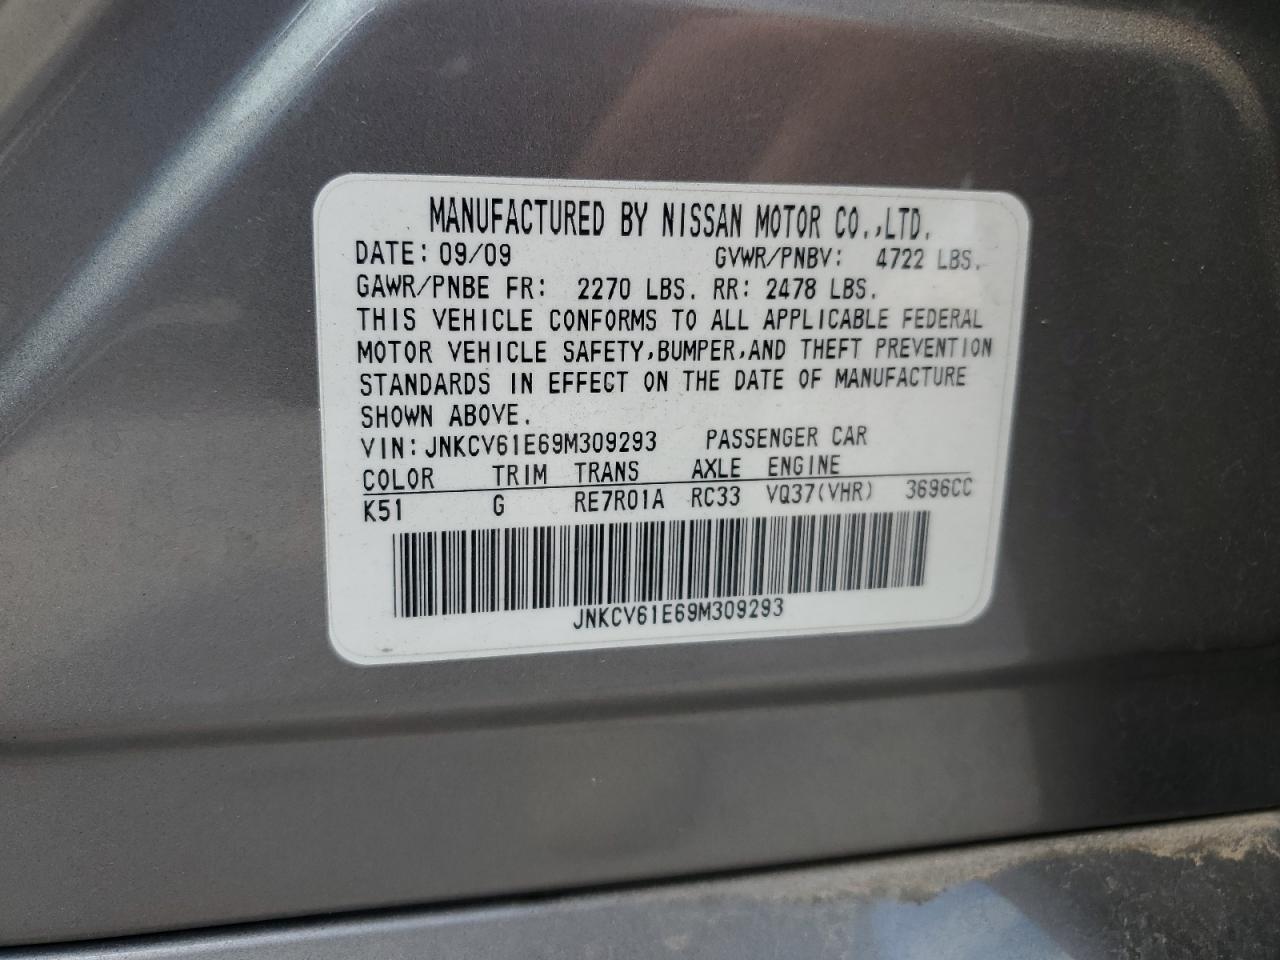 MANUFACTURED BY NISSAN MOTOR CO.,LTD.
DATE: 09/09 GVWR/PNBV: 4722 LBS.
GAWR/PNBE FR: 2270 LBS. RR: 2478 LBS.
THIS VEHICLE CONFORMS TO ALL APPLICABLE FEDERAL
MOTOR VEHICLE SAFETY,BUMPER,AND THEFT PREVENTION
STANDARDS IN EFFECT ON THE DATE OF MANUFACTURE
SHOWN ABOVE.
VIN:JNKCV61E69M309293 PASSENGER CAR
COLOR TRIM TRANS AXLE ENGINE
K51 G RE7R01A RC33 VQ37(VHR) 3696CC
JNKCV61E69M309293